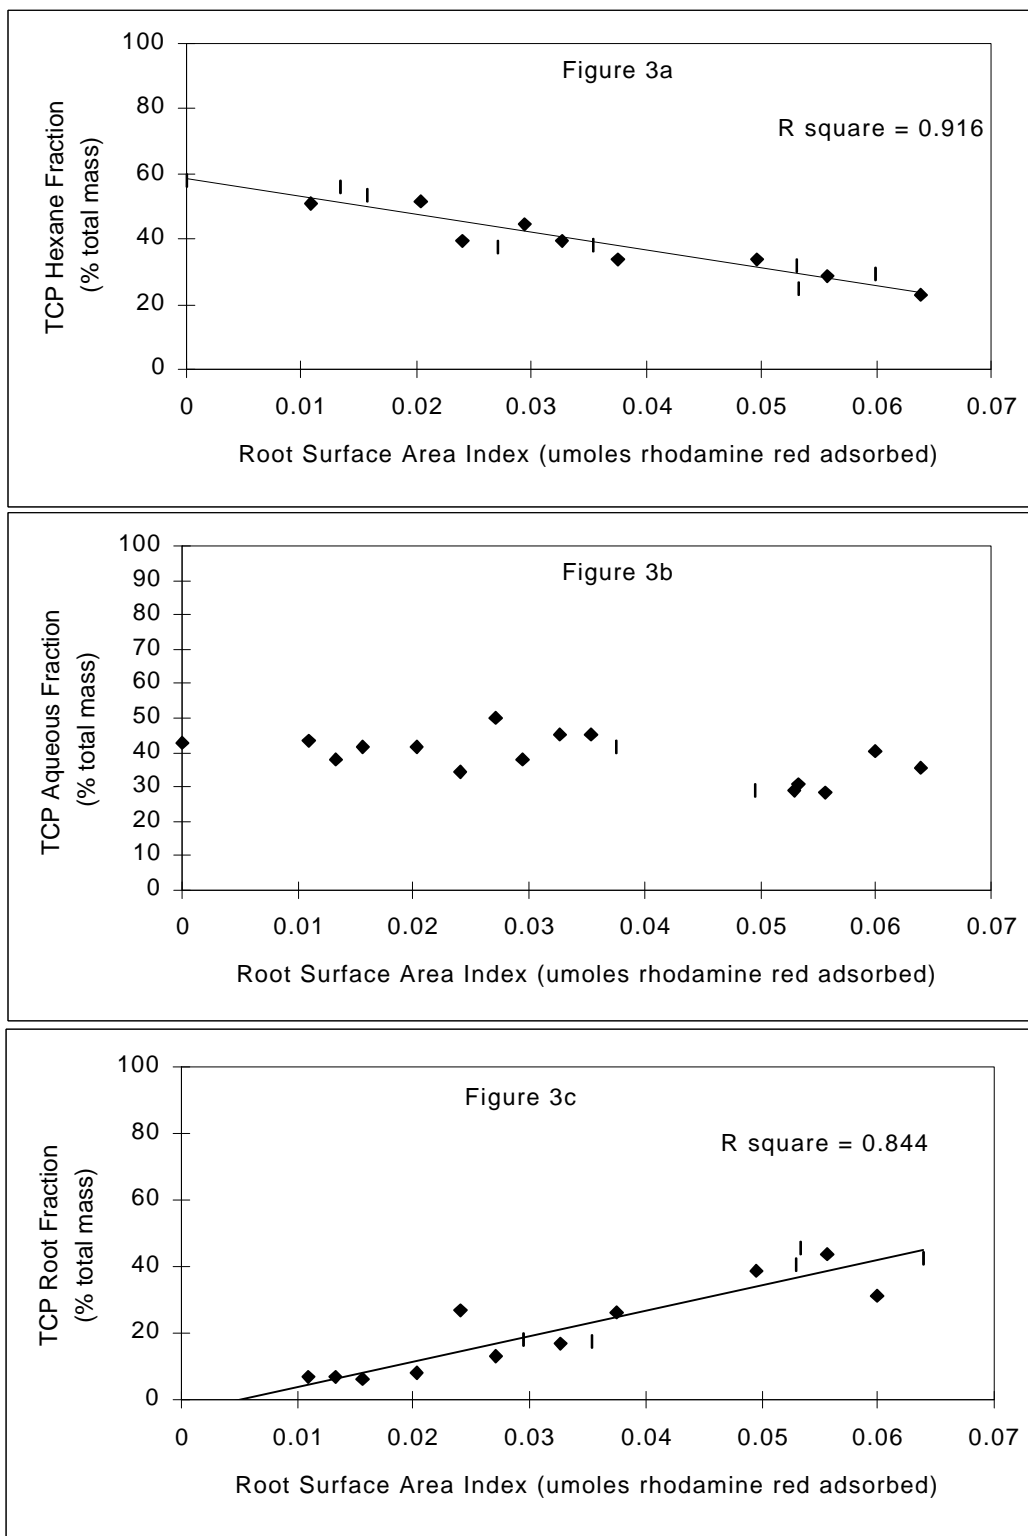 Figure 3a
R square = 0.916
TCP Hexane Fraction
(% total mass)
100
80
60
40
20
0
0 0.01 0.02 0.03 0.04 0.05 0.06 0.07
Root Surface Area Index (umoles rhodamine red adsorbed)
Figure 3b
TCP Aqueous Fraction
(% total mass)
100
90
80
70
60
50
40
30
20
10
0
0 0.01 0.02 0.03 0.04 0.05 0.06 0.07
Root Surface Area Index (umoles rhodamine red adsorbed)
Figure 3c
R square = 0.844
TCP Root Fraction
(% total mass)
100
80
60
40
20
0
0 0.01 0.02 0.03 0.04 0.05 0.06 0.07
Root Surface Area Index (umoles rhodamine red adsorbed)